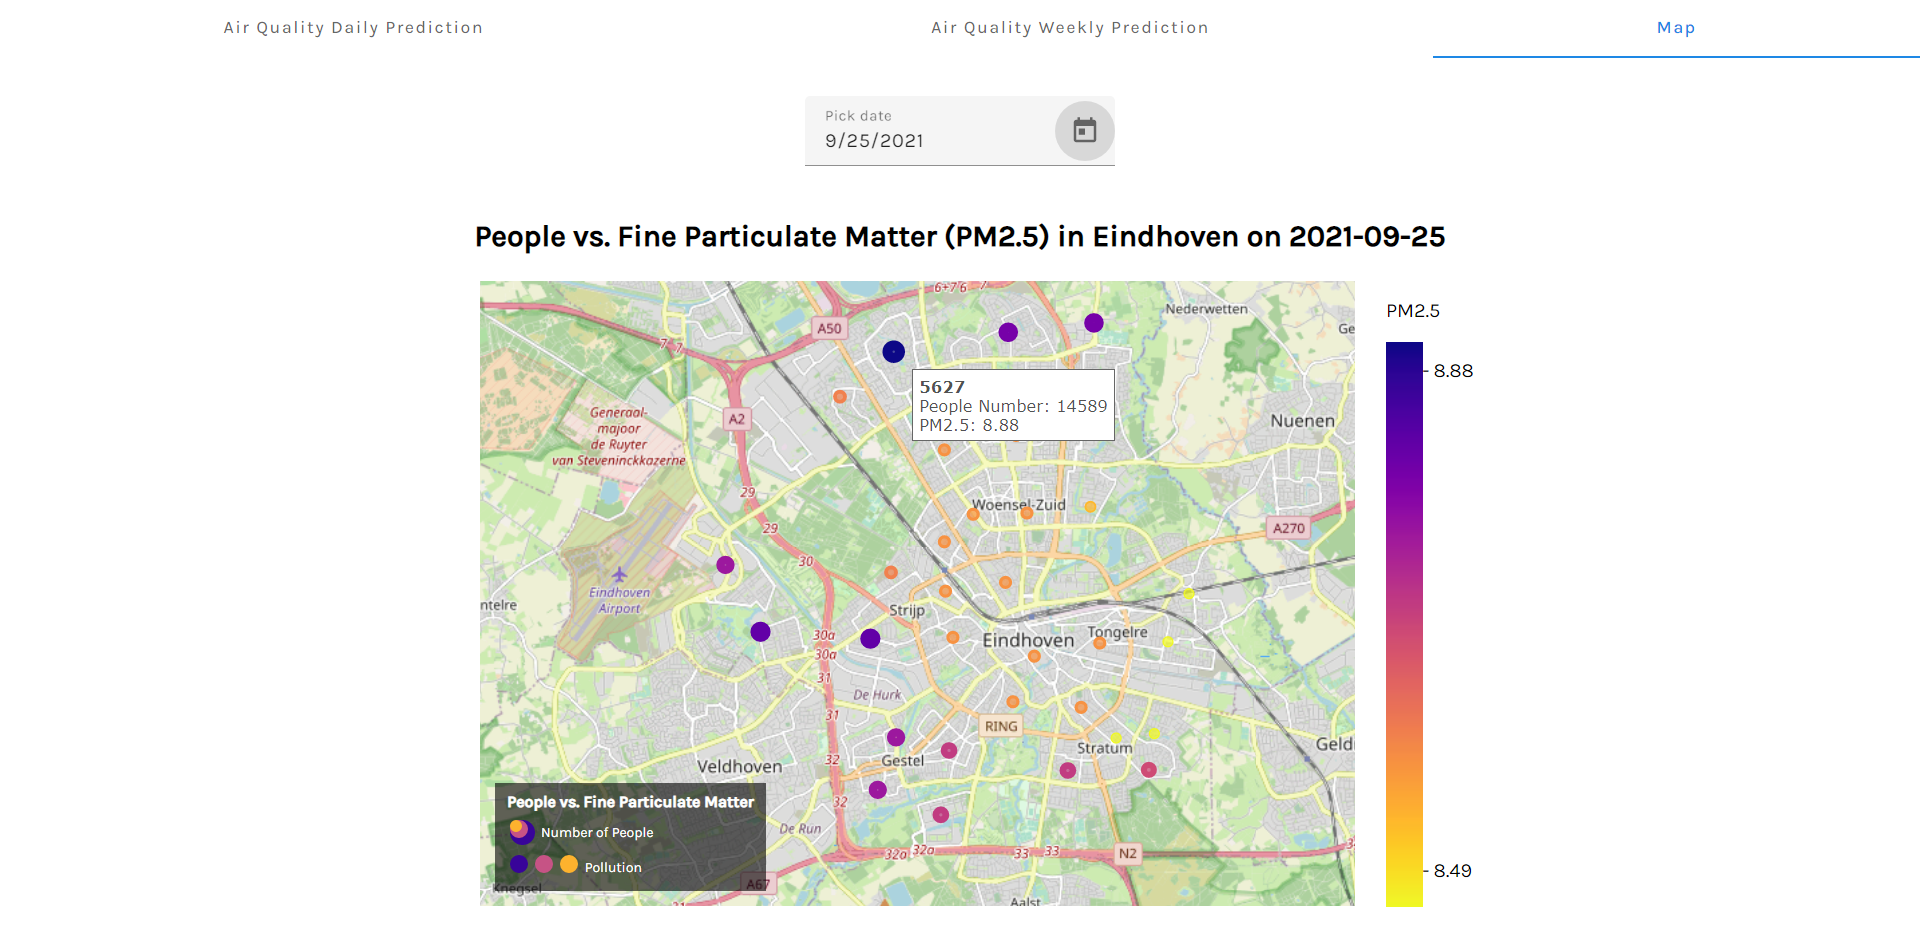 Air Quality Daily Prediction
Air Quality Weekly Prediction
Map
Pick date
9/25/2021
People vs. Fine Particulate Matter (PM2.5) in Eindhoven on 2021-09-25
6+7 6
7
Nederwetten
PM2.5
A50
Ge
7
7
8.88
5627
People Number: 14589
PM2.5: 8.88
A2
Generaal-
majoor
de Ruyter
van Steveninckkazerne
Nuenen
29
Woensel-Zuid
29
A270
30
Eindhoven
Airport
ntelre
Strijp
30a
Eindhoven
Tongelre
30a
31
De Hurk
31
RING
Stratum
Geld
32
Gestel
Veldhoven
32
De Run
32a
32a
33
33
N2
People vs. Fine Particulate Matter
Number of People
Pollution
8.49
A67
Knegsel
31
Aalst